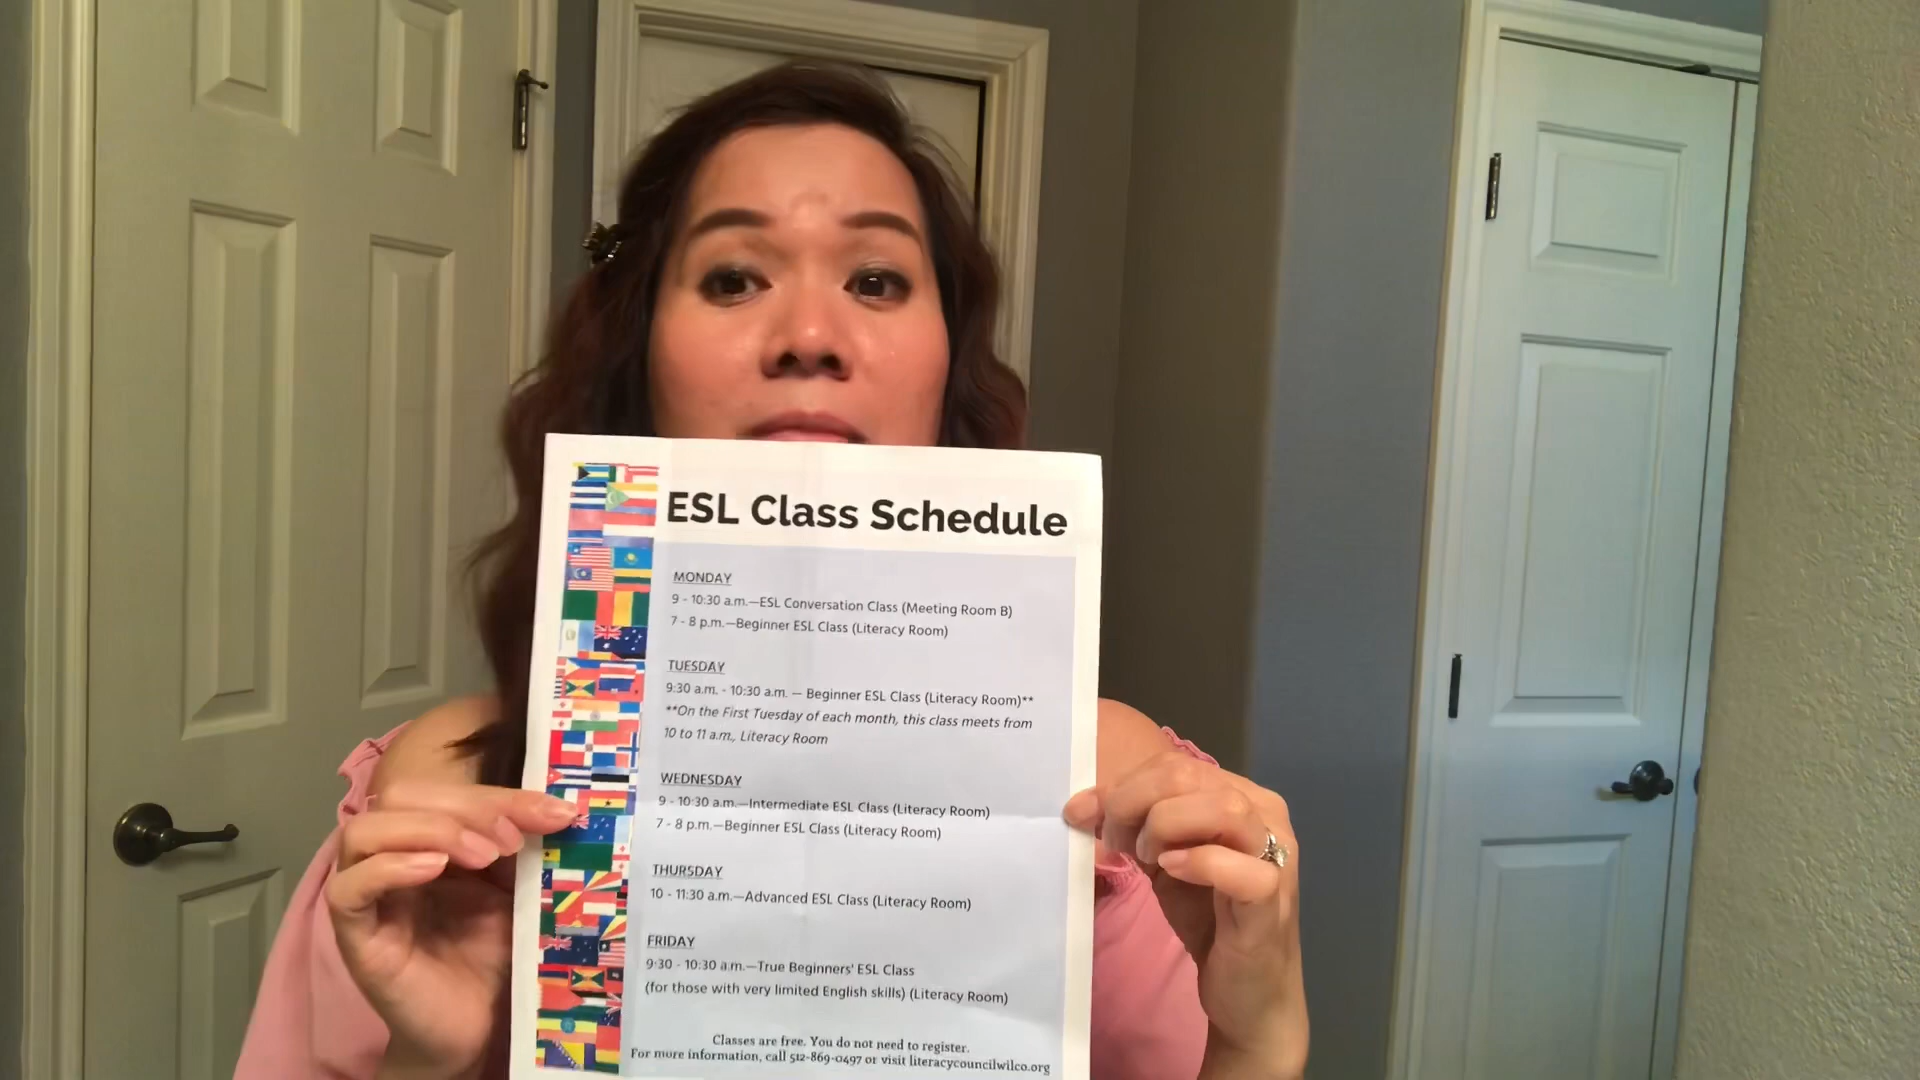 ESL Class Schedule
MONDAY
9 - 10:30 a.m.—ESL Conversation Class (Meeting Room B)
7 - 8 p.m.—Beginner ESL Class (Literacy Room)
TUESDAY
9:30 a.m. - 10:30 a.m. — Beginner ESL Class (Literacy Room)**
**On the First Tuesday of each month, this class meets from
10 to 11 a.m., Literacy Room
WEDNESDAY
9 - 10:30 a.m.—Intermediate ESL Class (Literacy Room)
7 - 8 p.m.—Beginner ESL Class (Literacy Room)
THURSDAY
10 - 11:30 a.m.—Advanced ESL Class (Literacy Room)
FRIDAY
9:30 - 10:30 a.m.—True Beginners' ESL Class
(for those with very limited English skills) (Literacy Room)
Classes are free. You do not need to register.
For more information, call 512-869-0497 or visit literacycouncilwilco.org